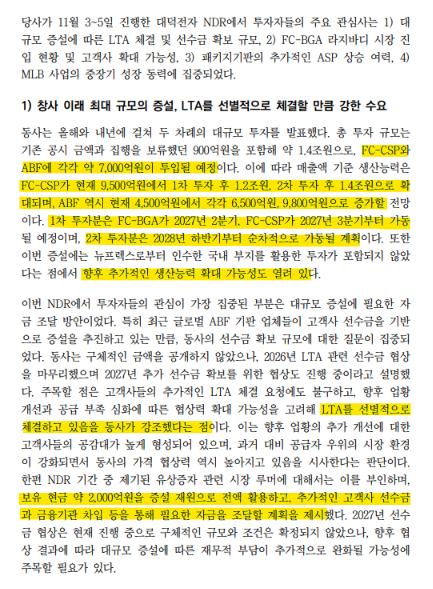 당사가 11월 3~5일 진행한 대덕전자 NDR에서 투자자들의 주요 관심사는 1) 대
규모 증설에 따른 LTA 체결 및 선수금 확보 규모, 2) FC-BGA 라지바디 시장 진
입 현황 및 고객사 확대 가능성, 3) 패키지기판의 추가적인 ASP 상승 여력, 4)
MLB 사업의 중장기 성장 동력에 집중되었다.
1) 창사 이래 최대 규모의 증설, LTA를 선별적으로 체결할 만큼 강한 수요
동사는 올해와 내년에 걸쳐 두 차례의 대규모 투자를 발표했다. 총 투자 규모는
기존 공시 금액과 집행을 보류했던 900억원을 포함해 약 1.4조원으로, FC-CSP와
ABF에 각각 약 7,000억원이 투입될 예정이다. 이에 따라 매출액 기준 생산능력은
FC-CSP가 현재 9,500억원에서 1차 투자 후 1.2조원, 2차 투자 후 1.4조원으로 확
대되며, ABF 역시 현재 4,500억원에서 각각 6,500억원, 9,800억원으로 증가할 전망
이다. 1차 투자분은 FC-BGA가 2027년 2분기, FC-CSP가 2027년 3분기부터 가동
될 예정이며, 2차 투자분은 2028년 하반기부터 순차적으로 가동될 계획이다. 또한
이번 증설에는 뉴프렉스로부터 인수한 국내 부지를 활용한 투자가 포함되지 않았
다는 점에서 향후 추가적인 생산능력 확대 가능성도 열려 있다.
이번 NDR에서 투자자들의 관심이 가장 집중된 부분은 대규모 증설에 필요한 자
금 조달 방안이었다. 특히 최근 글로벌 ABF 기판 업체들이 고객사 선수금을 기반
으로 증설을 추진하고 있는 만큼, 동사의 선수금 확보 규모에 대한 질문이 집중되
었다. 동사는 구체적인 금액을 공개하지 않았으나, 2026년 LTA 관련 선수금 협상
을 마무리했으며 2027년 추가 선수금 확보를 위한 협상도 진행 중이라고 설명했
다. 주목할 점은 고객사들의 추가적인 LTA 체결 요청에도 불구하고, 향후 업황
개선과 공급 부족 심화에 따른 협상력 확대 가능성을 고려해 LTA를 선별적으로
체결하고 있음을 동사가 강조했다는 점이다. 이는 향후 업황의 추가 개선에 대한
고객사들의 공감대가 높게 형성되어 있으며, 과거 대비 공급자 우위의 시장 환경
이 강화되면서 동사의 가격 협상력 역시 높아지고 있음을 시사한다는 판단이다.
한편 NDR 기간 중 제기된 유상증자 관련 시장 루머에 대해서는 이를 부인하며,
보유 현금 약 2,000억원을 증설 재원으로 전액 활용하고, 추가적인 고객사 선수금
과 금융기관 차입 등을 통해 필요한 자금을 조달할 계획을 제시했다. 2027년 선수
금 협상은 현재 진행 중으로 구체적인 규모와 조건은 확정되지 않았으나, 향후 협
상 결과에 따라 대규모 증설에 따른 재무적 부담이 추가적으로 완화될 가능성에
주목할 필요가 있다.